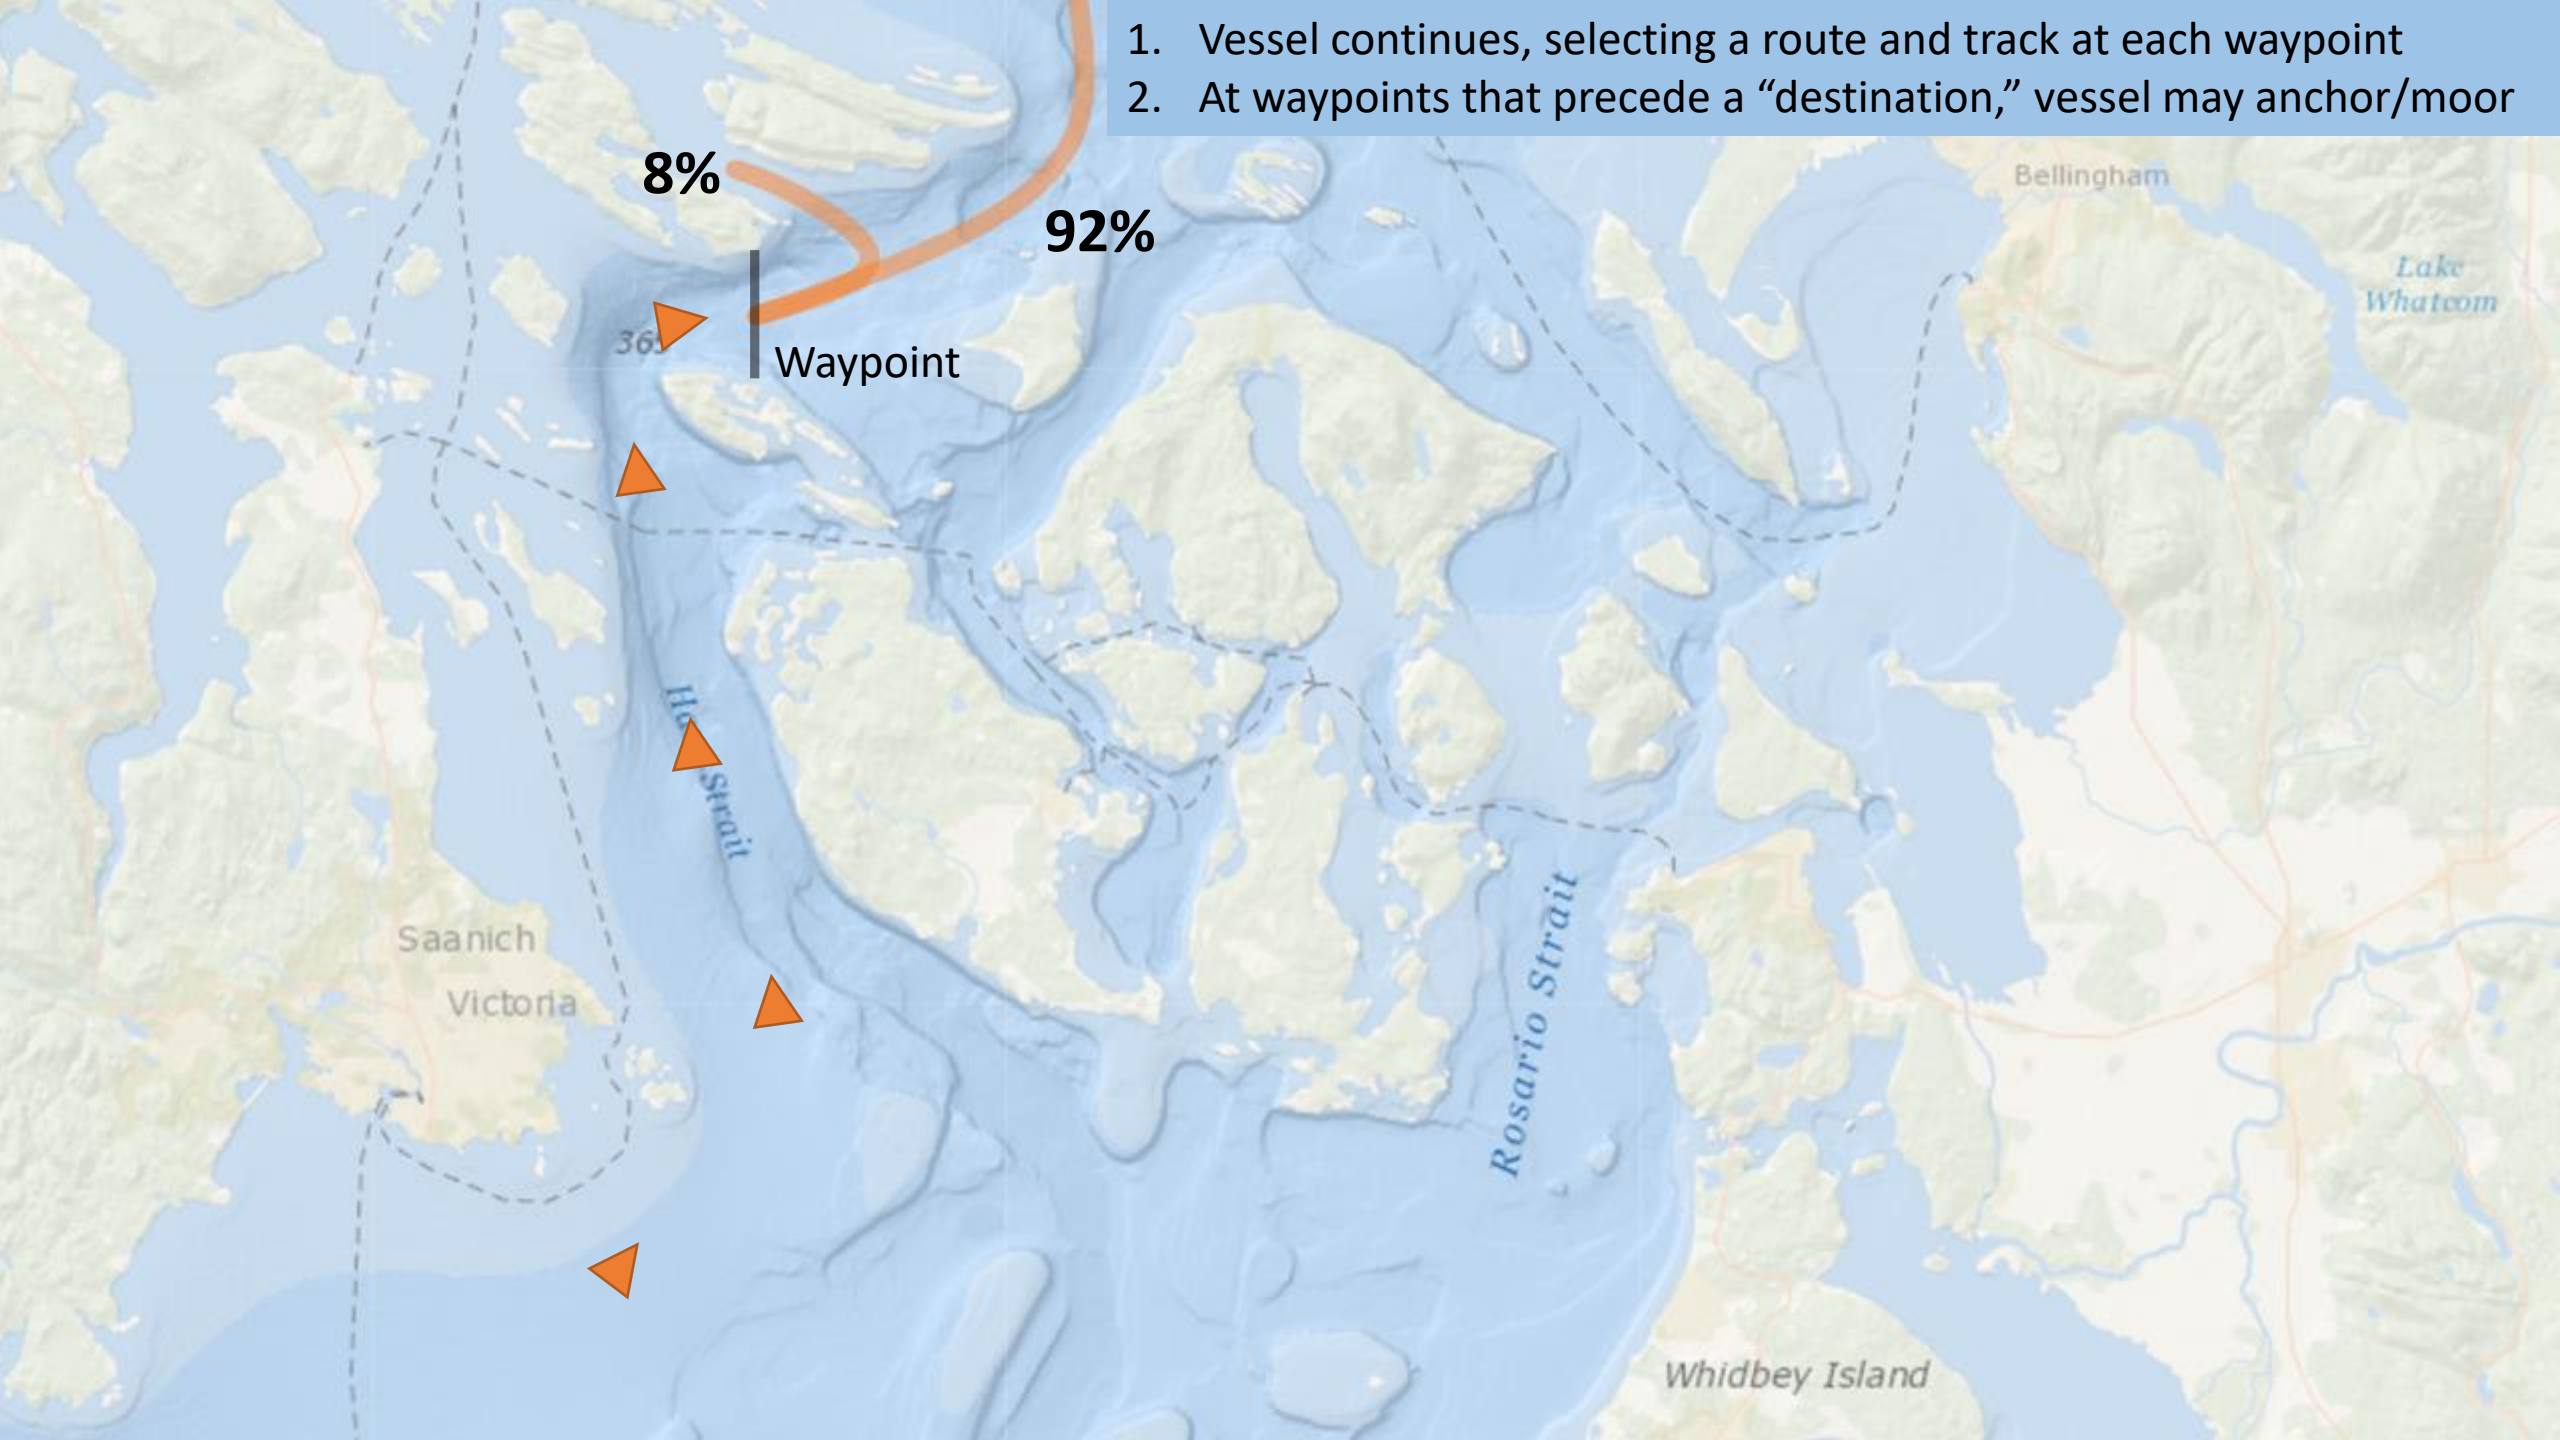 1. Vessel continues, selecting a route and track at each waypoint
2. At waypoints that precede a “destination,” vessel may anchor/moor
8%
92%
Bellingham
Lake
Whatcom
Waypoint
Strait
Saanich
Victoria
Rosario Strait
Whidbey Island